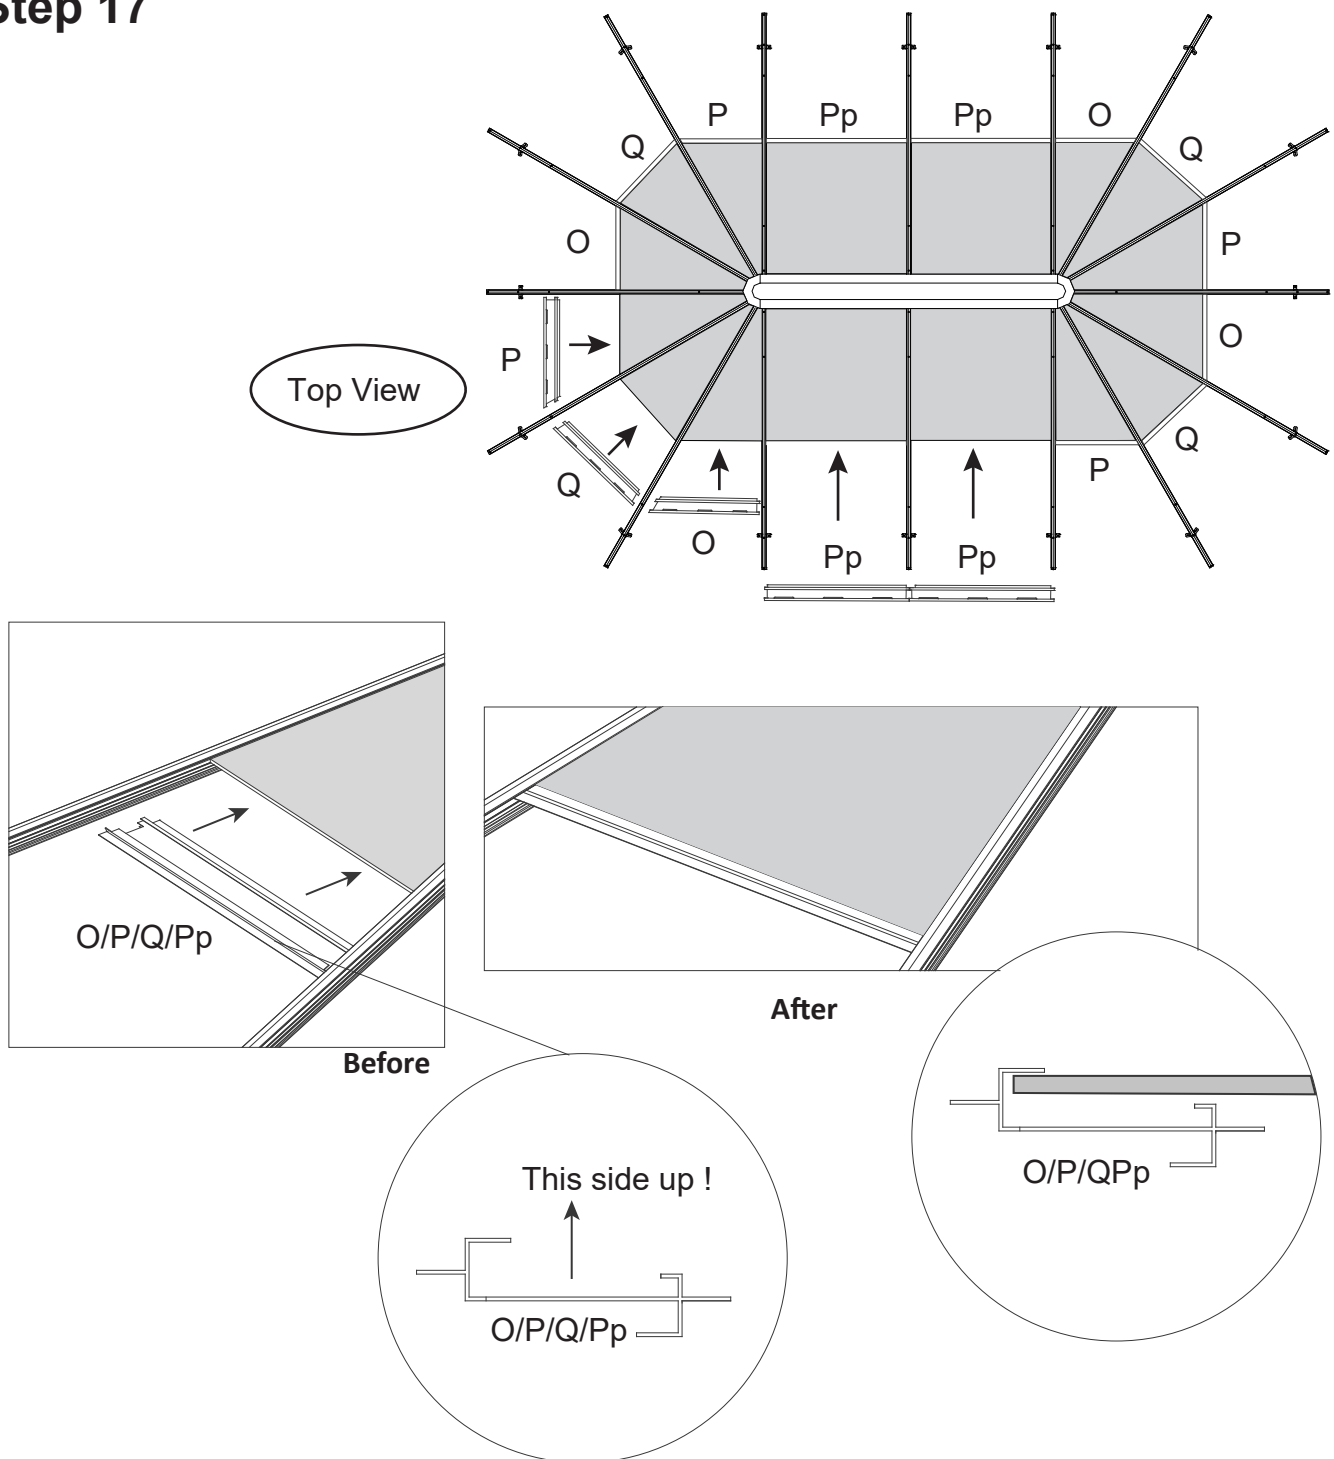 Step 17
P Pp Pp O
Q Q
O P
P O
Top View
Q P Q
O Pp Pp
O/P/Q/Pp
Before
After
This side up !
O/P/Q/Pp
O/P/QPp